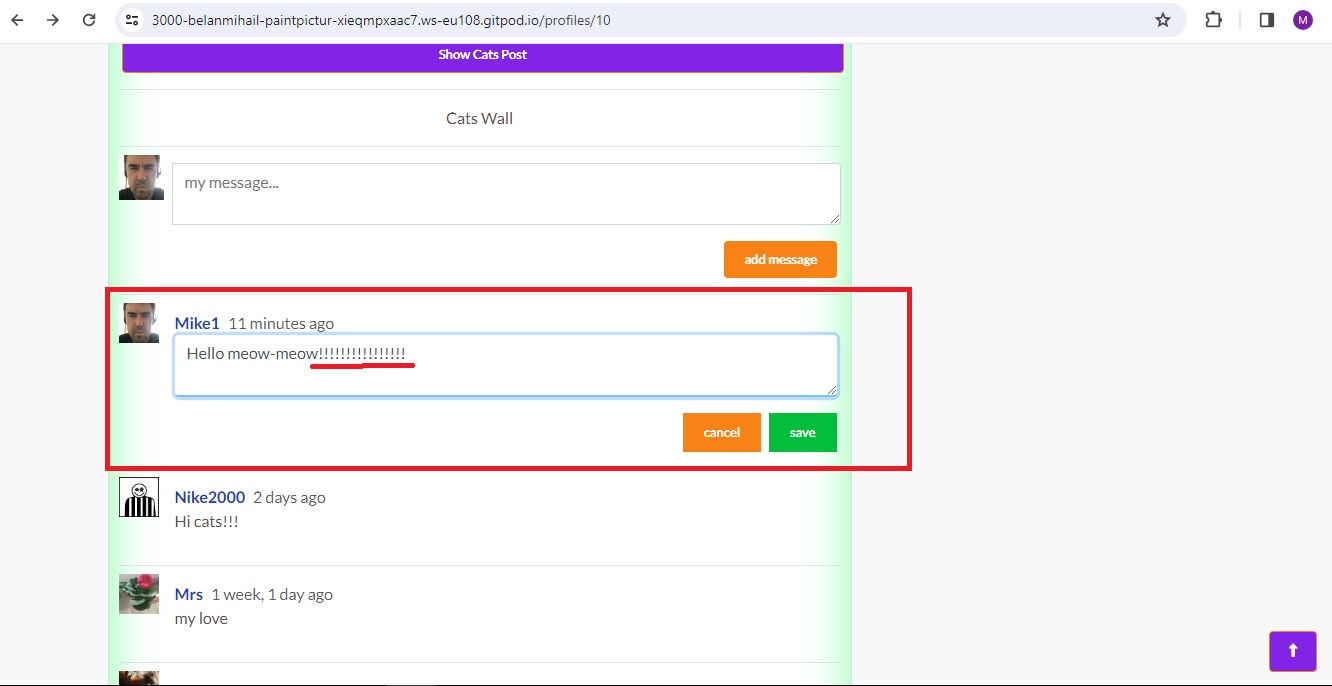 3000-belanmihail-paintpictur-xieqmpxaac7.ws-eu108.gitpod.io/profiles/10
M
Show Cats Post
Cats Wall
my message...
add message
Mike1 11 minutes ago
Hello meow-meow!!!!!!!!!!!!!!!!
cancel save
Nike2000 2 days ago
Hi cats!!!
Mrs 1 week, 1 day ago
my love